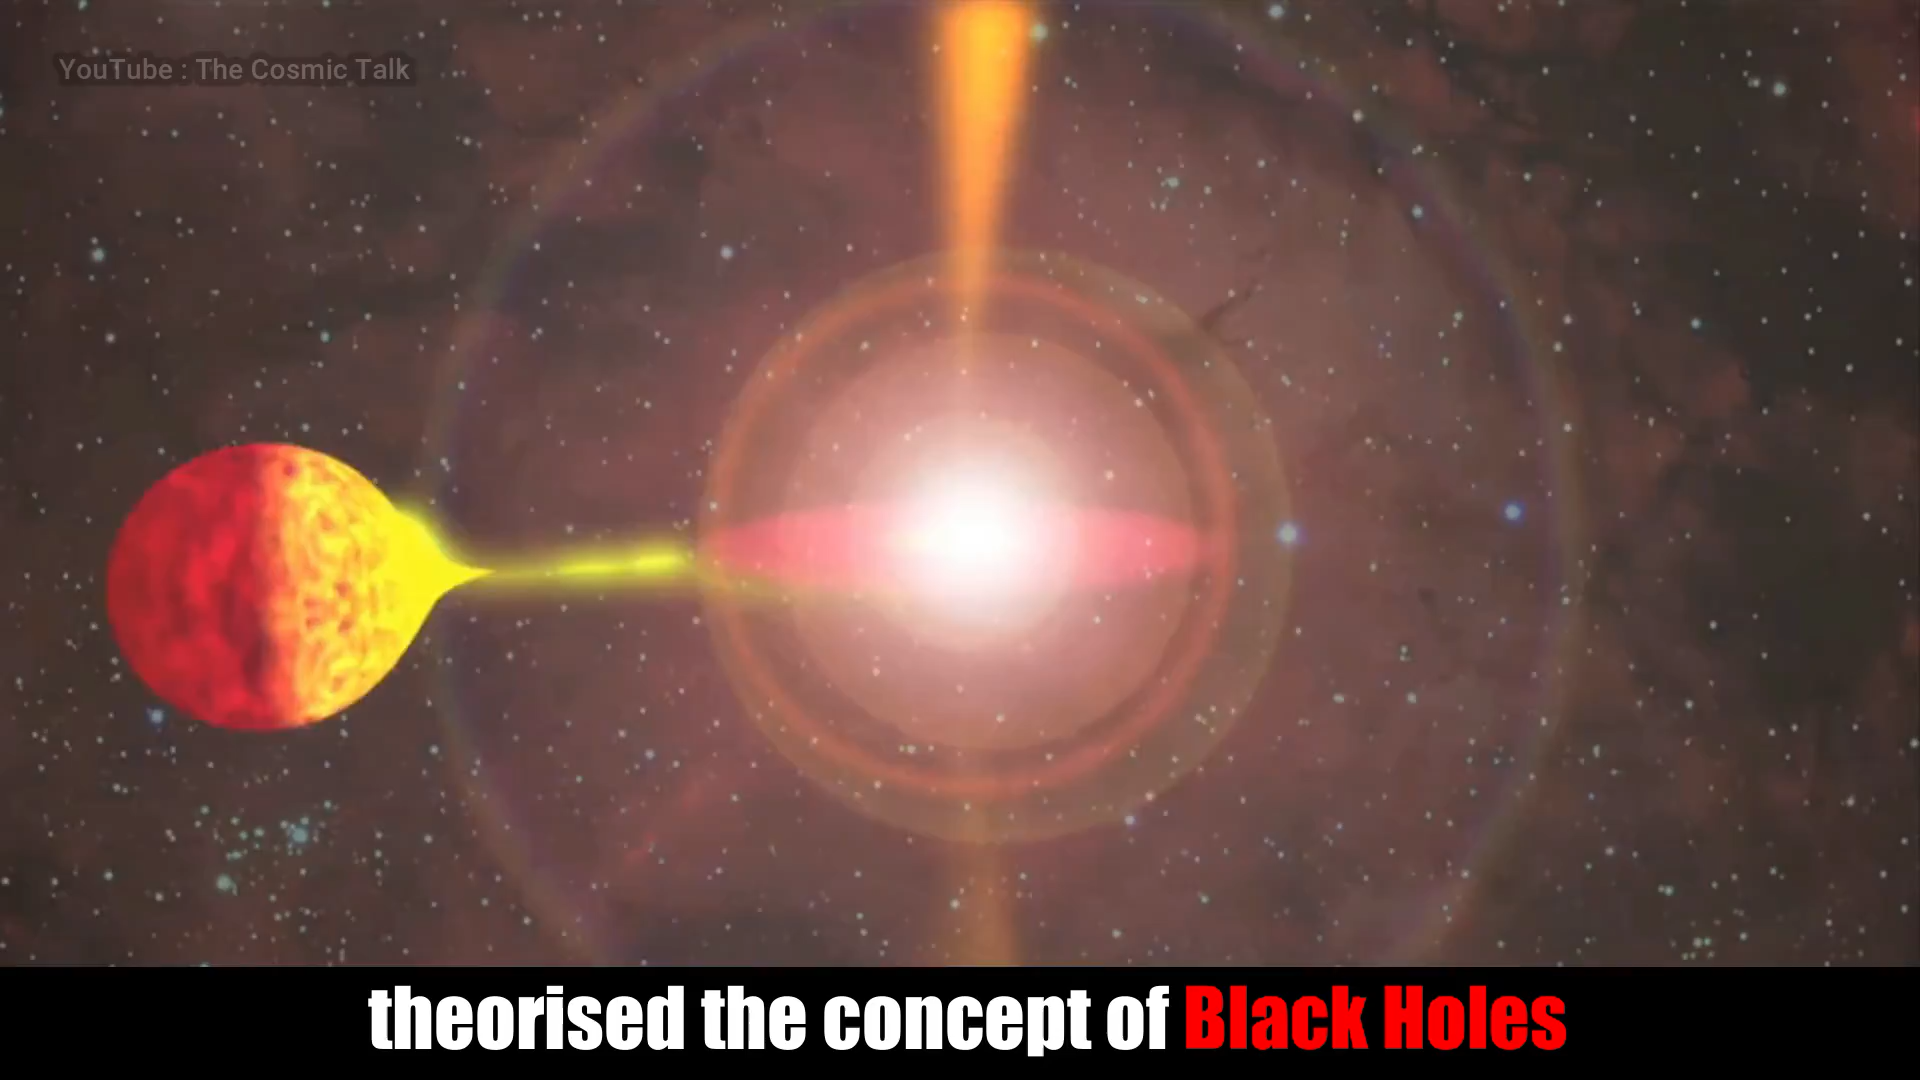 YouTube : The Cosmic Talk
theorised the concept of Black Holes